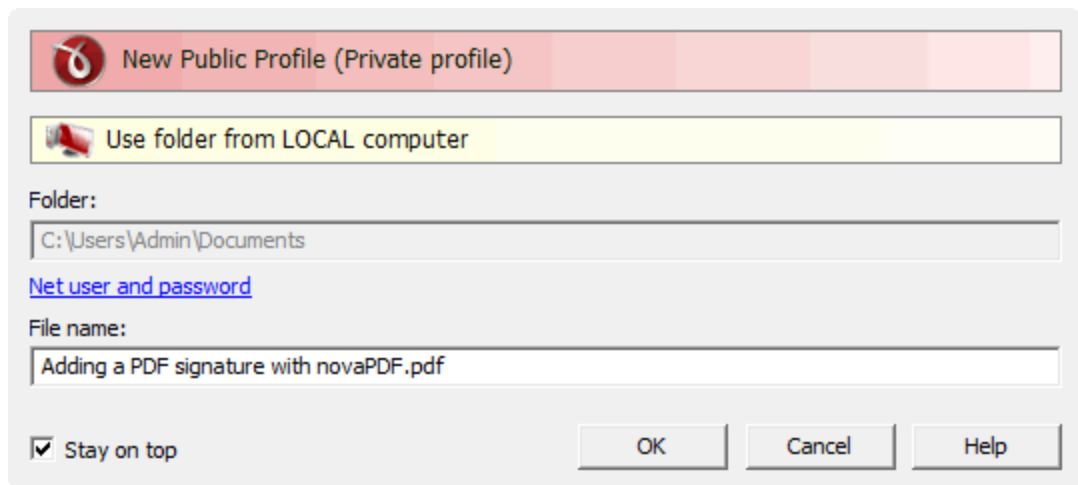 New Public Profile (Private profile)
Use folder from LOCAL computer
Folder:
C:\Users\Admin\Documents
Net user and password
File name:
Adding a PDF signature with novaPDF.pdf
Stay on top
OK
Cancel
Help